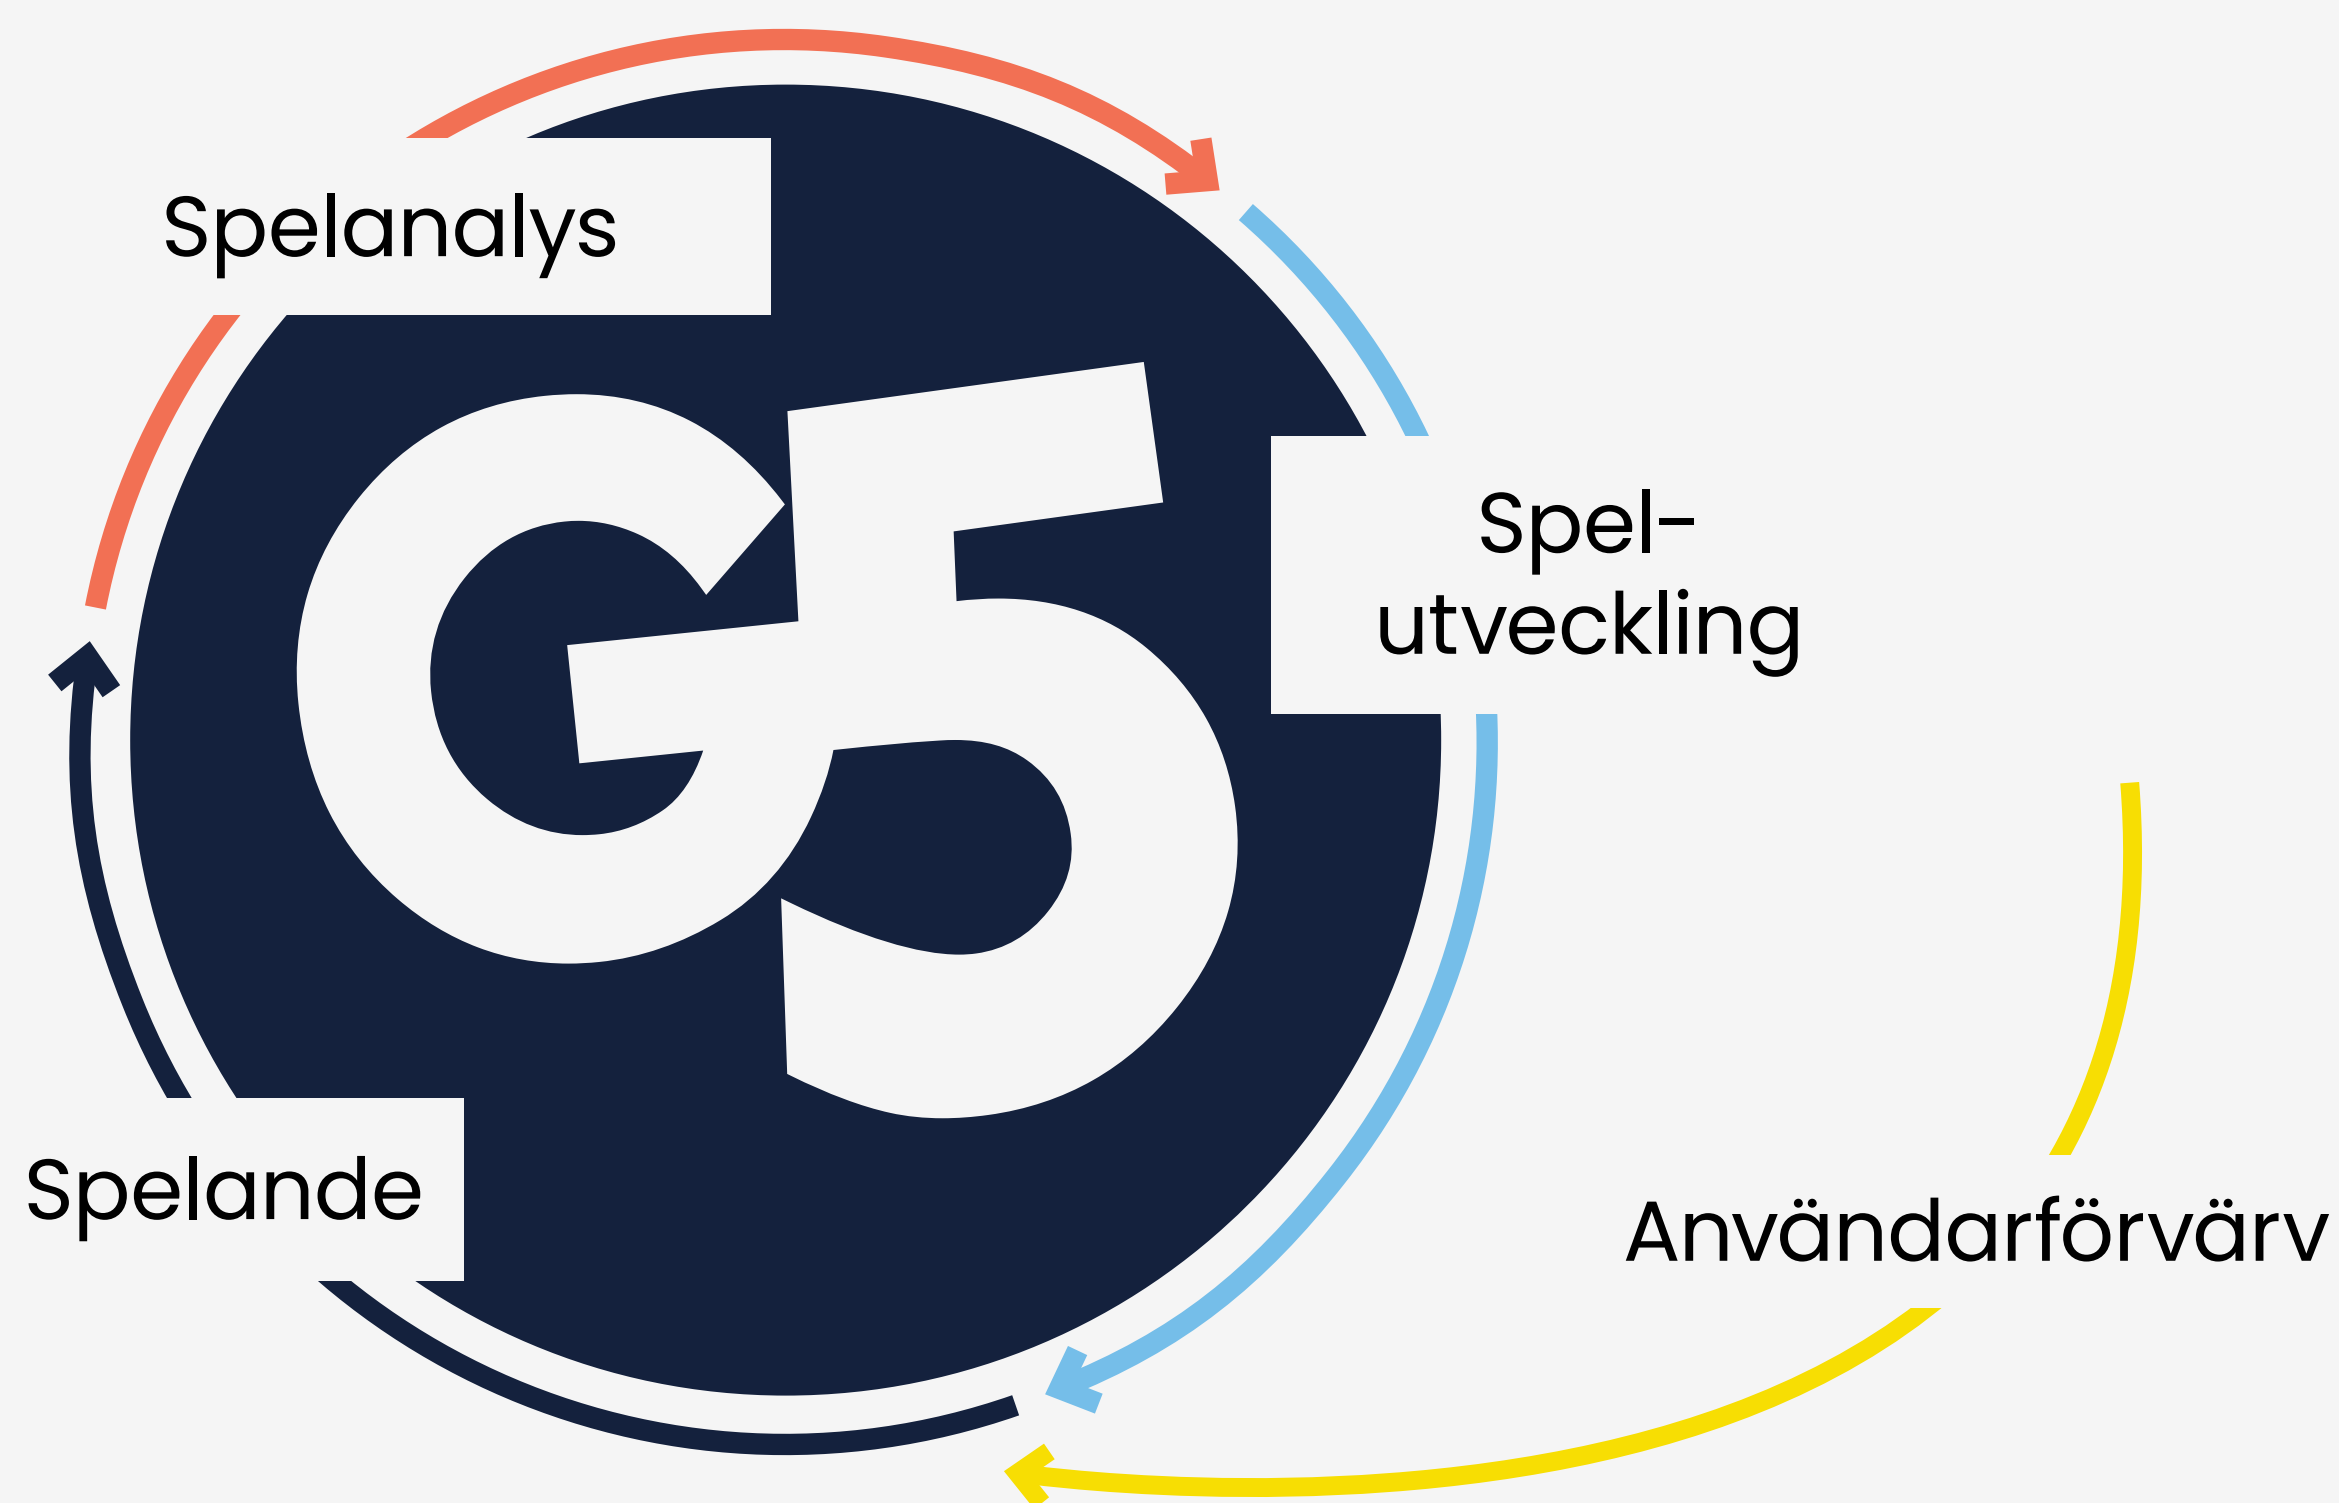 Spelanalys
G5
Spel-
utveckling
Spelande
Användarförvärv